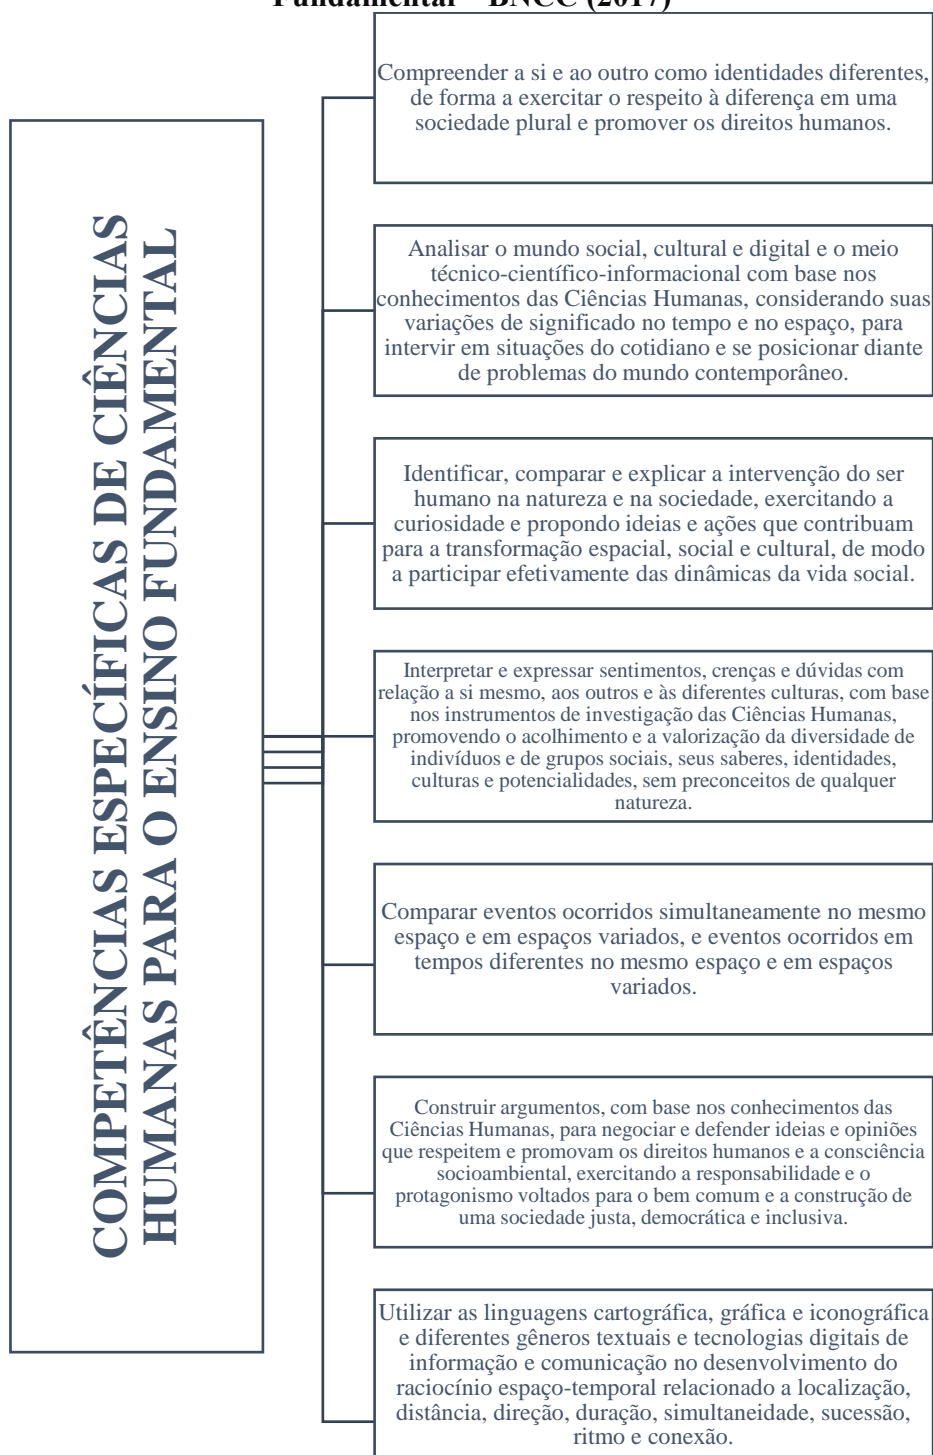 Fundamental – BNCC (2017)
COMPETÊNCIAS ESPECÍFICAS DE CIÊNCIAS
HUMANAS PARA O ENSINO FUNDAMENTAL
Compreender a si e ao outro como identidades diferentes,
de forma a exercitar o respeito à diferença em uma
sociedade plural e promover os direitos humanos.
Analisar o mundo social, cultural e digital e o meio
técnico-científico-informacional com base nos
conhecimentos das Ciências Humanas, considerando suas
variações de significado no tempo e no espaço, para
intervir em situações do cotidiano e se posicionar diante
de problemas do mundo contemporâneo.
Identificar, comparar e explicar a intervenção do ser
humano na natureza e na sociedade, exercitando a
curiosidade e propondo ideias e ações que contribuam
para a transformação espacial, social e cultural, de modo
a participar efetivamente das dinâmicas da vida social.
Interpretar e expressar sentimentos, crenças e dúvidas com
relação a si mesmo, aos outros e às diferentes culturas, com base
nos instrumentos de investigação das Ciências Humanas,
promovendo o acolhimento e a valorização da diversidade de
indivíduos e de grupos sociais, seus saberes, identidades,
culturas e potencialidades, sem preconceitos de qualquer
natureza.
Comparar eventos ocorridos simultaneamente no mesmo
espaço e em espaços variados, e eventos ocorridos em
tempos diferentes no mesmo espaço e em espaços
variados.
Construir argumentos, com base nos conhecimentos das
Ciências Humanas, para negociar e defender ideias e opiniões
que respeitem e promovam os direitos humanos e a consciência
socioambiental, exercitando a responsabilidade e o
protagonismo voltados para o bem comum e a construção de
uma sociedade justa, democrática e inclusiva.
Utilizar as linguagens cartográfica, gráfica e iconográfica
e diferentes gêneros textuais e tecnologias digitais de
informação e comunicação no desenvolvimento do
raciocínio espaço-temporal relacionado a localização,
distância, direção, duração, simultaneidade, sucessão,
ritmo e conexão.